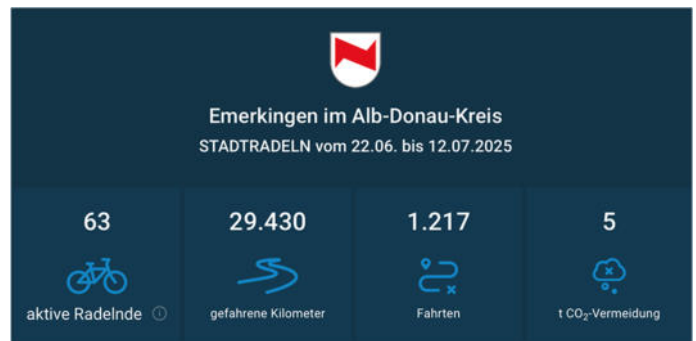 Emerkingen im Alb-Donau-Kreis
STADTRADELN vom 22.06. bis 12.07.2025
63
29.430
1.217
5
aktive Radelnde
gefahrene Kilometer
Fahrten
t CO₂-Vermeidung